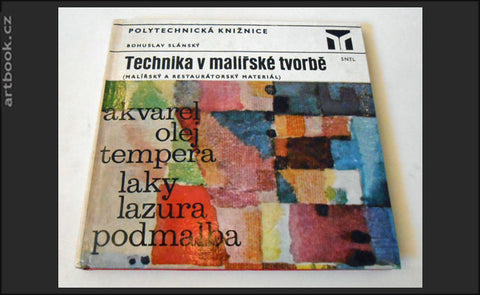 artbook.cz
POLYTECHNICKÁ KNIŽNICE
BOHUSLAV SLÁNSKÝ
Technika v malířské tvorbě
(MALÍŘSKÝ A RESTAURÁTORSKÝ MATERIÁL)
SNTL
akvarel
olej
tempera
laky
lazura
podmalba